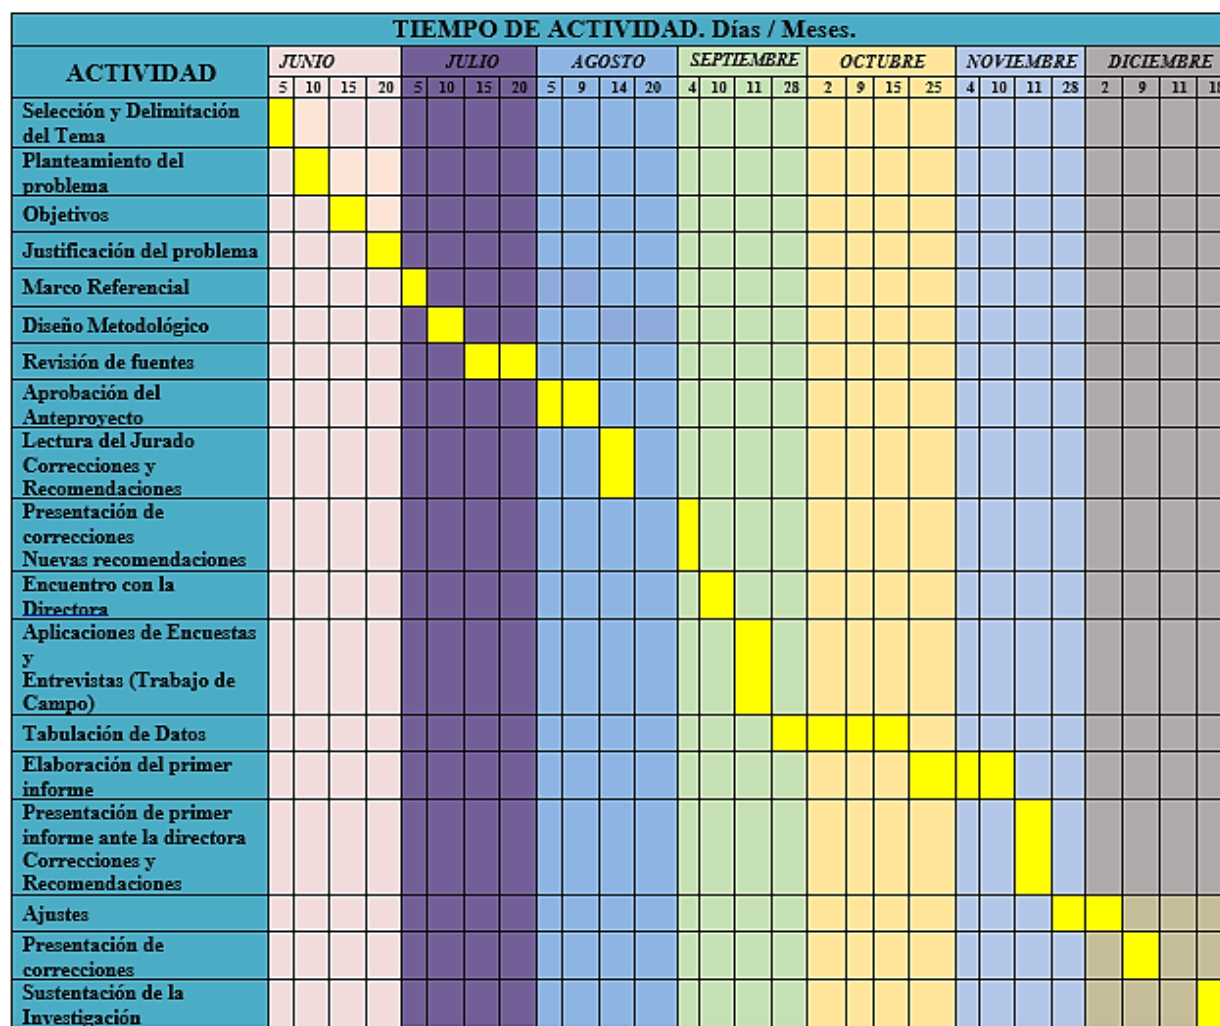 TIEMPO DE ACTIVIDAD. Días / Meses.
ACTIVIDAD
JUNIO JULIO AGOSTO SEPTIEMBRE OCTUBRE NOVIEMBRE DICIEMBRE
5 10 15 20 5 10 15 20 5 9 14 20 4 10 11 28 2 9 15 25 4 10 11 28 2 9 11 18
Selección y Delimitación
del Tema
Planteamiento del
problema
Objetivos
Justificación del problema
Marco Referencial
Diseño Metodológico
Revisión de fuentes
Aprobación del
Anteproyecto
Lectura del Jurado
Correcciones y
Recomendaciones
Presentación de
correcciones
Nuevas recomendaciones
Encuentro con la
Directora
Aplicaciones de Encuestas
y
Entrevistas (Trabajo de
Campo)
Tabulación de Datos
Elaboración del primer
informe
Presentación de primer
informe ante la directora
Correcciones y
Recomendaciones
Ajustes
Presentación de
correcciones
Sustentación de la
Investigación